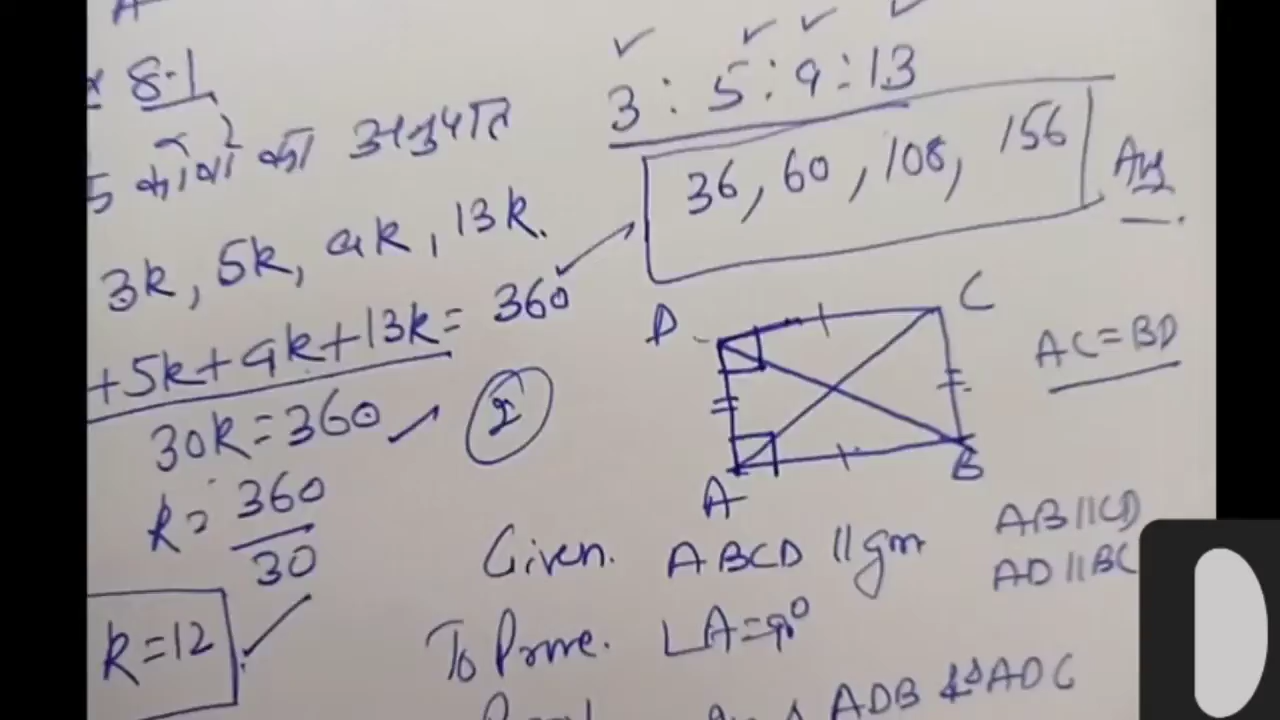 8.1
कोणों का अनुपात
3 : 5 : 9 : 13
3k, 5k, 9k, 13k.
+5k+9k+13k= 360
36, 60, 108, 156
Ans
30k=360
k= 360
30
k=12
2
D
C
A
B
AC=BD
Given. ABCD ||gm
AB||CD
AD||BC
To Prove. ∠A=90°
ADB & ADC